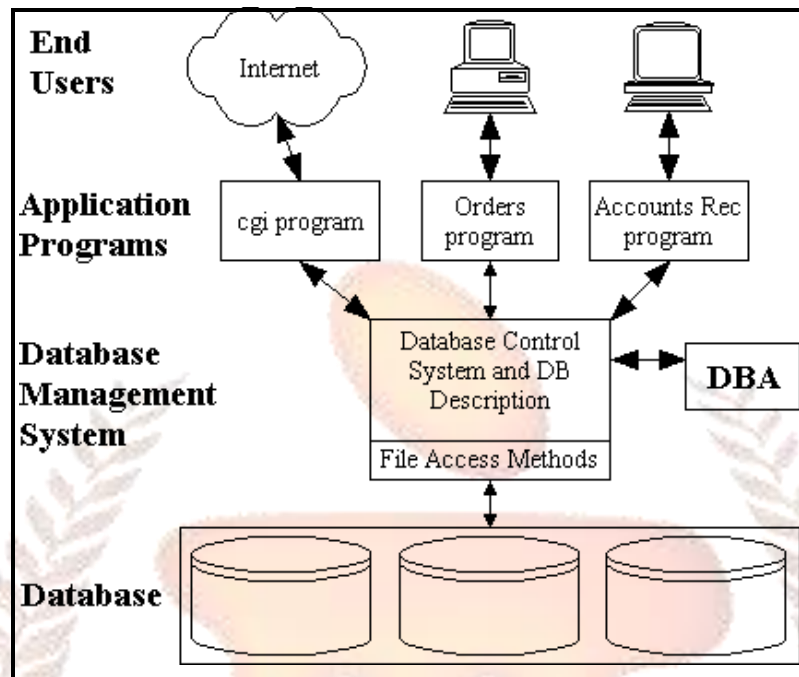 End
Users
Internet
Application
Programs
cgi program
Orders
program
Accounts Rec
program
Database
Management
System
Database Control
System and DB
Description
File Access Methods
DBA
Database